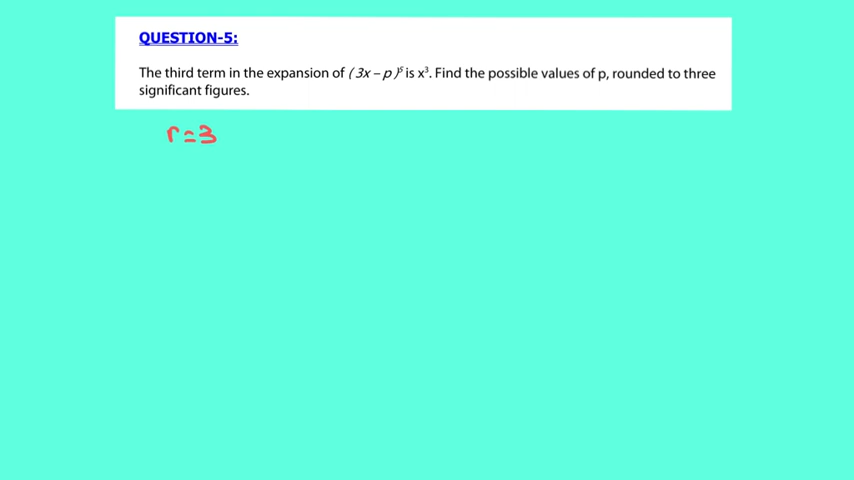 QUESTION-5:
The third term in the expansion of ( 3x – p )⁵ is x³. Find the possible values of p, rounded to three
significant figures.
r=3